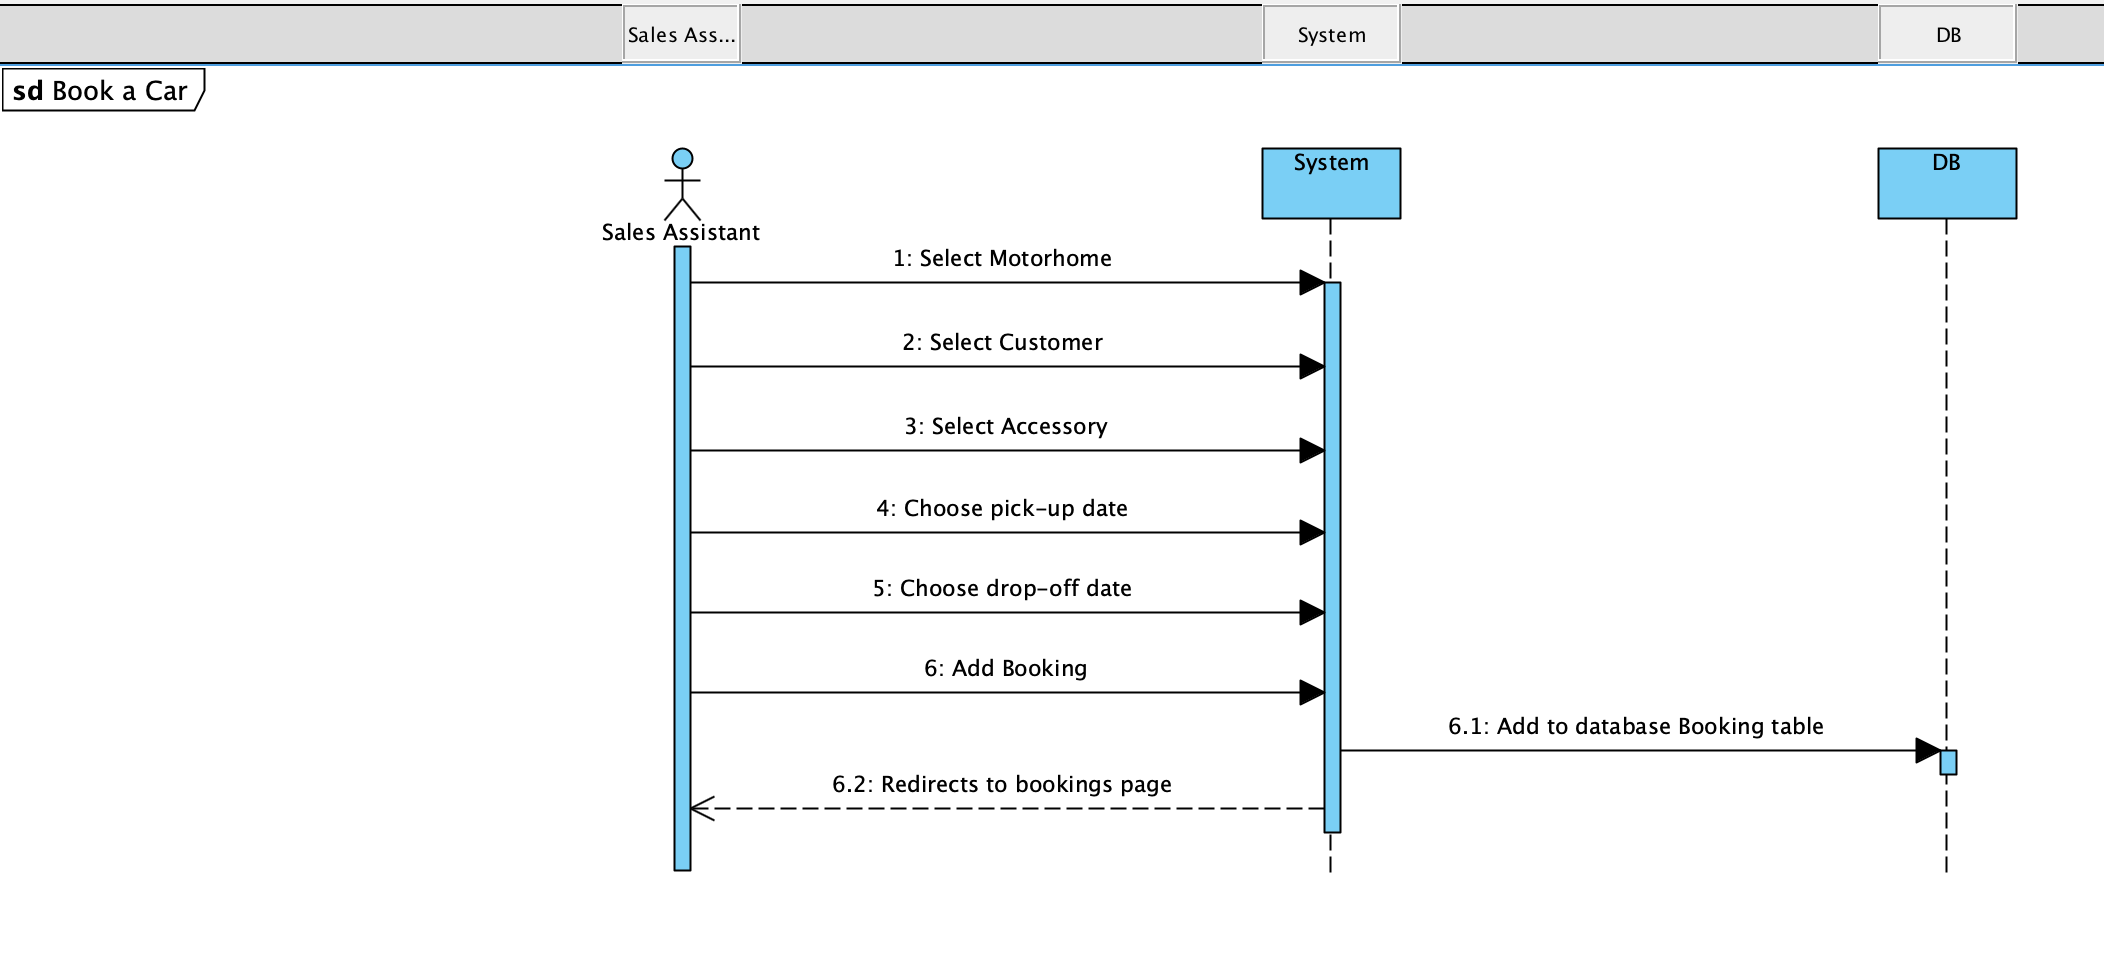 Sales Ass...
System
DB
sd Book a Car
System
DB
Sales Assistant
1: Select Motorhome
2: Select Customer
3: Select Accessory
4: Choose pick-up date
5: Choose drop-off date
6: Add Booking
6.1: Add to database Booking table
6.2: Redirects to bookings page